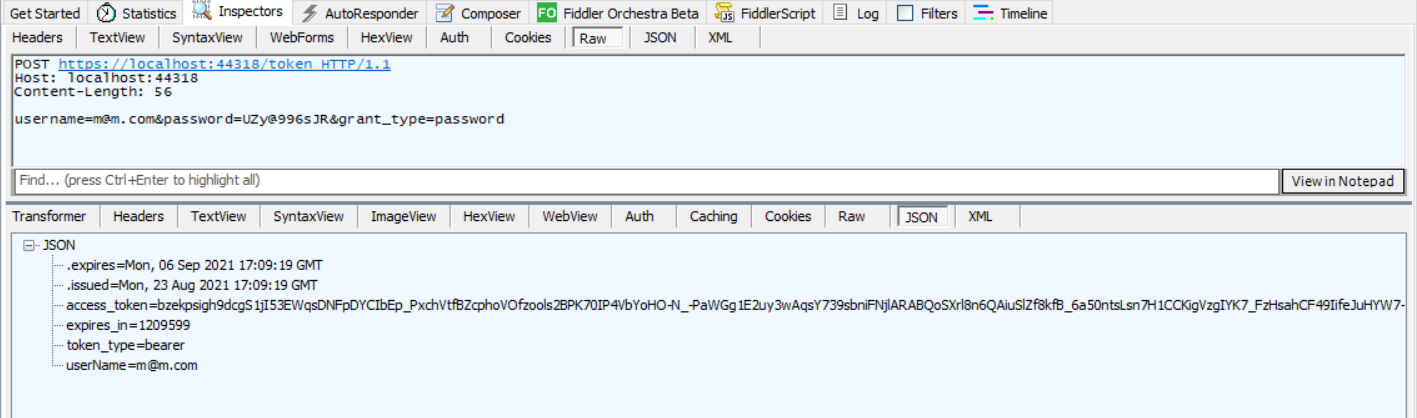 Get Started Statistics Inspectors AutoResponder Composer FO Fiddler Orchestra Beta JS FiddlerScript Log Filters Timeline
Headers TextView SyntaxView WebForms HexView Auth Cookies Raw JSON XML
POST https://localhost:44318/token HTTP/1.1
Host: localhost:44318
Content-Length: 56
username=m@m.com&password=UZy@996sJR&grant_type=password
Find... (press Ctrl+Enter to highlight all) View in Notepad
Transformer Headers TextView SyntaxView ImageView HexView WebView Auth Caching Cookies Raw JSON XML
JSON
.expires=Mon, 06 Sep 2021 17:09:19 GMT
.issued=Mon, 23 Aug 2021 17:09:19 GMT
access_token=bzekpsigh9dcgS1jI53EWqsDNFpDYCIbEp_PxchVtfBZcphoVOfzools2BPK70IP4VbYoHO-N_-PaWGg1E2uy3wAqsY739sbniFNjlARABQoSXrl8n6QAiuSlZf8kfB_6a50ntsLsn7H1CCKigVzgIYK7_FzHsahCF49IifeJuHYW7-
expires_in=1209599
token_type=bearer
userName=m@m.com